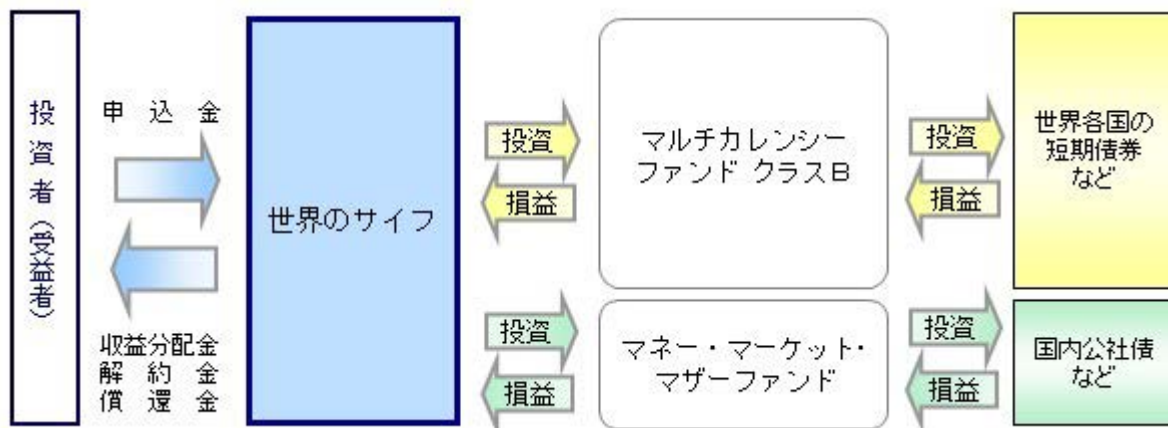 投資者（受益者）
申込金
収益分配金
解約金
償還金
世界のサイフ
投資
損益
マルチカレンシー
ファンド クラスB
投資
損益
世界各国の
短期債券
など
投資
損益
マネー・マーケット・
マザーファンド
投資
損益
国内公社債
など